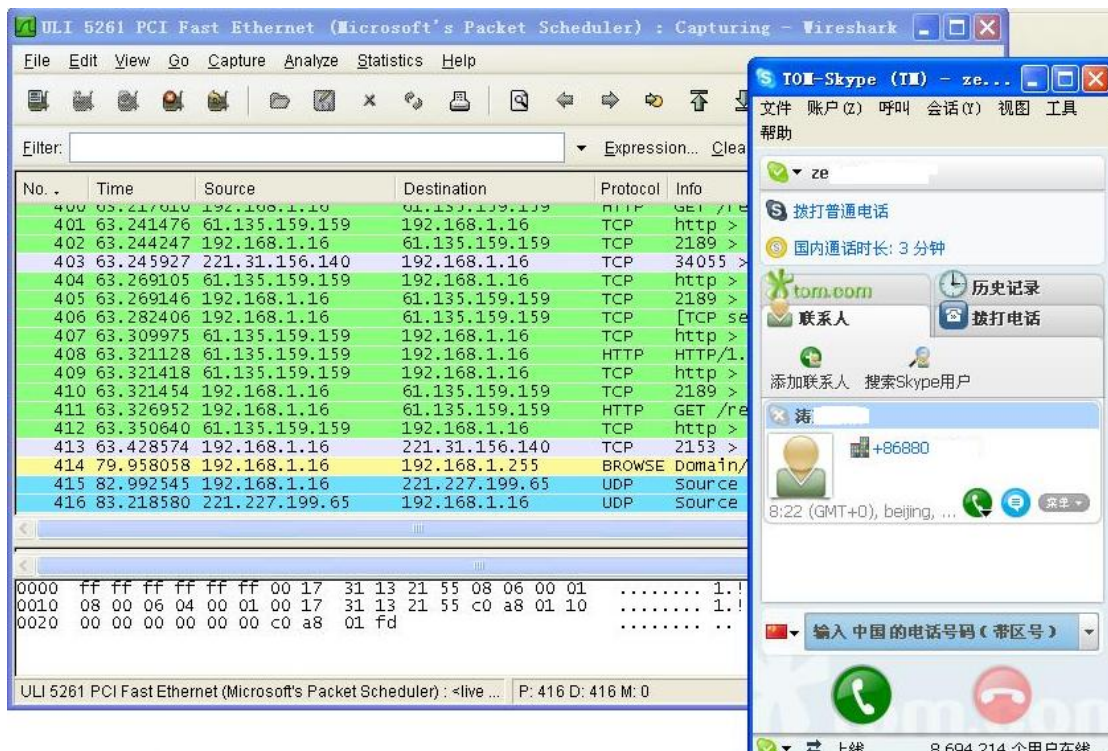 ULI 5261 PCI Fast Ethernet (Microsoft's Packet Scheduler) : Capturing - Wireshark
File Edit View Go Capture Analyze Statistics Help
Filter: Expression... Clea
No. . Time Source Destination Protocol Info
400 63.217610 192.168.1.16 61.135.159.159 HTTP GET /re
401 63.241476 61.135.159.159 192.168.1.16 TCP http >
402 63.244247 192.168.1.16 61.135.159.159 TCP 2189 >
403 63.245927 221.31.156.140 192.168.1.16 TCP 34055 >
404 63.269105 61.135.159.159 192.168.1.16 TCP http >
405 63.269146 192.168.1.16 61.135.159.159 TCP 2189 >
406 63.282406 192.168.1.16 61.135.159.159 TCP [TCP se
407 63.309975 61.135.159.159 192.168.1.16 TCP http >
408 63.321128 61.135.159.159 192.168.1.16 HTTP HTTP/1.
409 63.321418 61.135.159.159 192.168.1.16 TCP http >
410 63.321454 192.168.1.16 61.135.159.159 TCP 2189 >
411 63.326952 192.168.1.16 61.135.159.159 HTTP GET /re
412 63.350640 61.135.159.159 192.168.1.16 TCP http >
413 63.428574 192.168.1.16 221.31.156.140 TCP 2153 >
414 79.958058 192.168.1.16 192.168.1.255 BROWSE Domain/
415 82.992545 192.168.1.16 221.227.199.65 UDP Source
416 83.218580 221.227.199.65 192.168.1.16 UDP Source
0000 ff ff ff ff ff ff 00 17 31 13 21 55 08 06 00 01 ........ 1.!
0010 08 00 06 04 00 01 00 17 31 13 21 55 c0 a8 01 10 ........ 1.!
0020 00 00 00 00 00 00 c0 a8 01 fd ........ ..
ULI 5261 PCI Fast Ethernet (Microsoft's Packet Scheduler) : <live ... P: 416 D: 416 M: 0
TOM-Skype (TM) - ze...
文件 账户(Z) 呼叫 会话(Y) 视图 工具
帮助
ze
拨打普通电话
国内通话时长: 3 分钟
tom.com 历史记录
联系人 拨打电话
添加联系人 搜索Skype用户
涛
+86880
8:22 (GMT+0), beijing, ... 菜单
输入 中国 的电话号码(带区号)
tom.com
上线 8,694,214 个用户在线